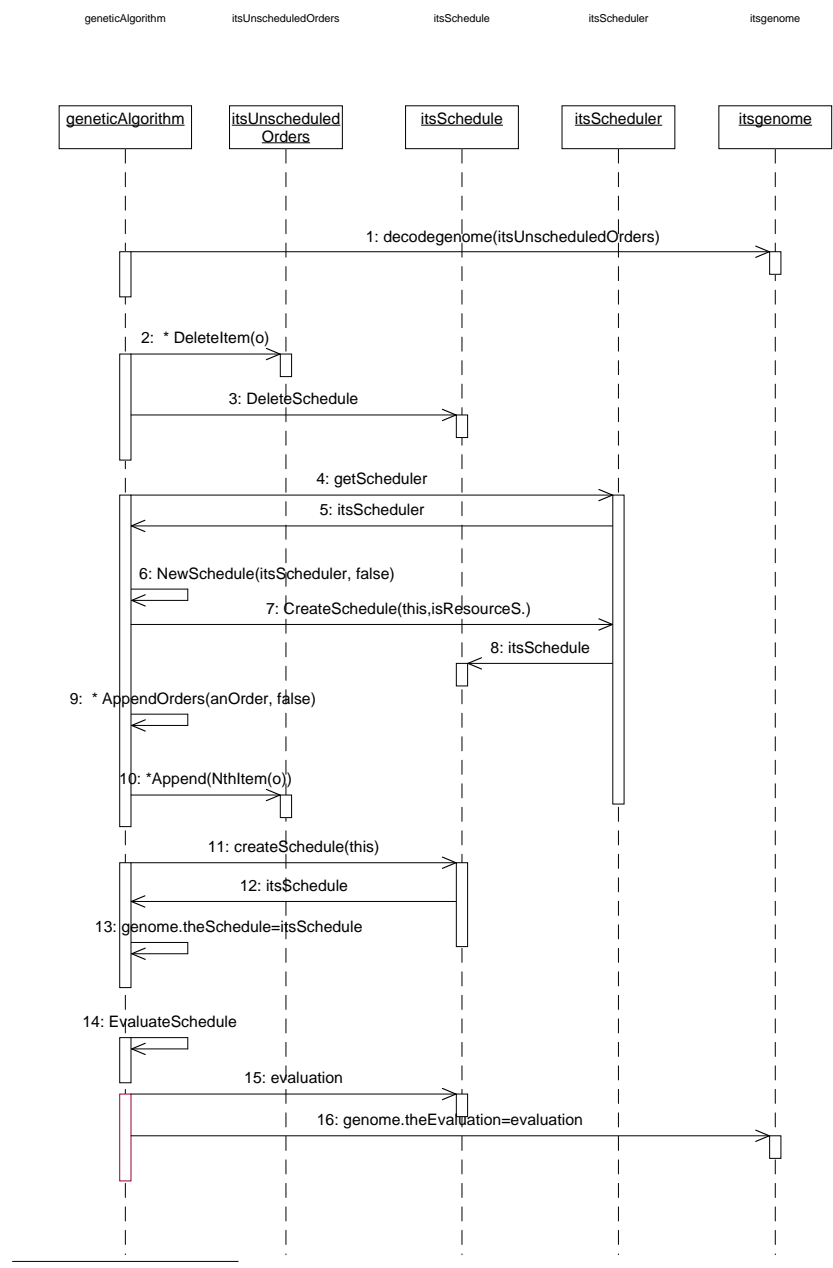 geneticAlgorithm itsUnscheduledOrders itsSchedule itsScheduler itsgenome
geneticAlgorithm itsUnscheduled itsSchedule itsScheduler itsgenome
Orders
1: decodegenome(itsUnscheduledOrders)
2:  * DeleteItem(o)
3: DeleteSchedule
4: getScheduler
5: itsScheduler
6: NewSchedule(itsScheduler, false)
7: CreateSchedule(this,isResourceS.)
8: itsSchedule
9:  * AppendOrders(anOrder, false)
10: *Append(NthItem(o))
11: createSchedule(this)
12: itsSchedule
13: genome.theSchedule=itsSchedule
14: EvaluateSchedule
15: evaluation
16: genome.theEvaluation=evaluation